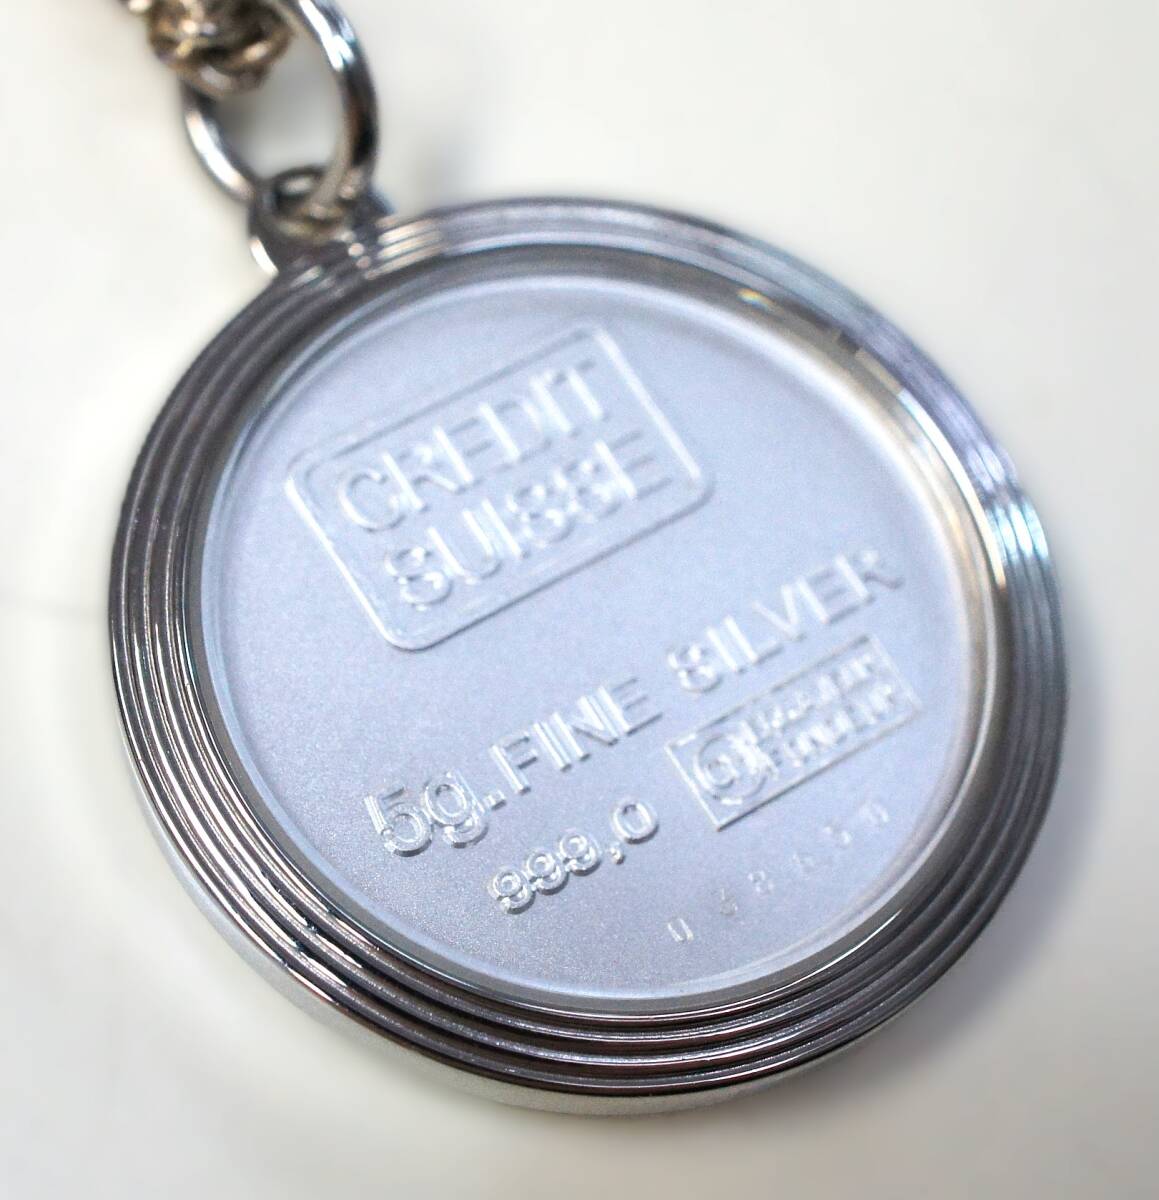 CREDIT
SUISSE
5g. FINE SILVER
999,0